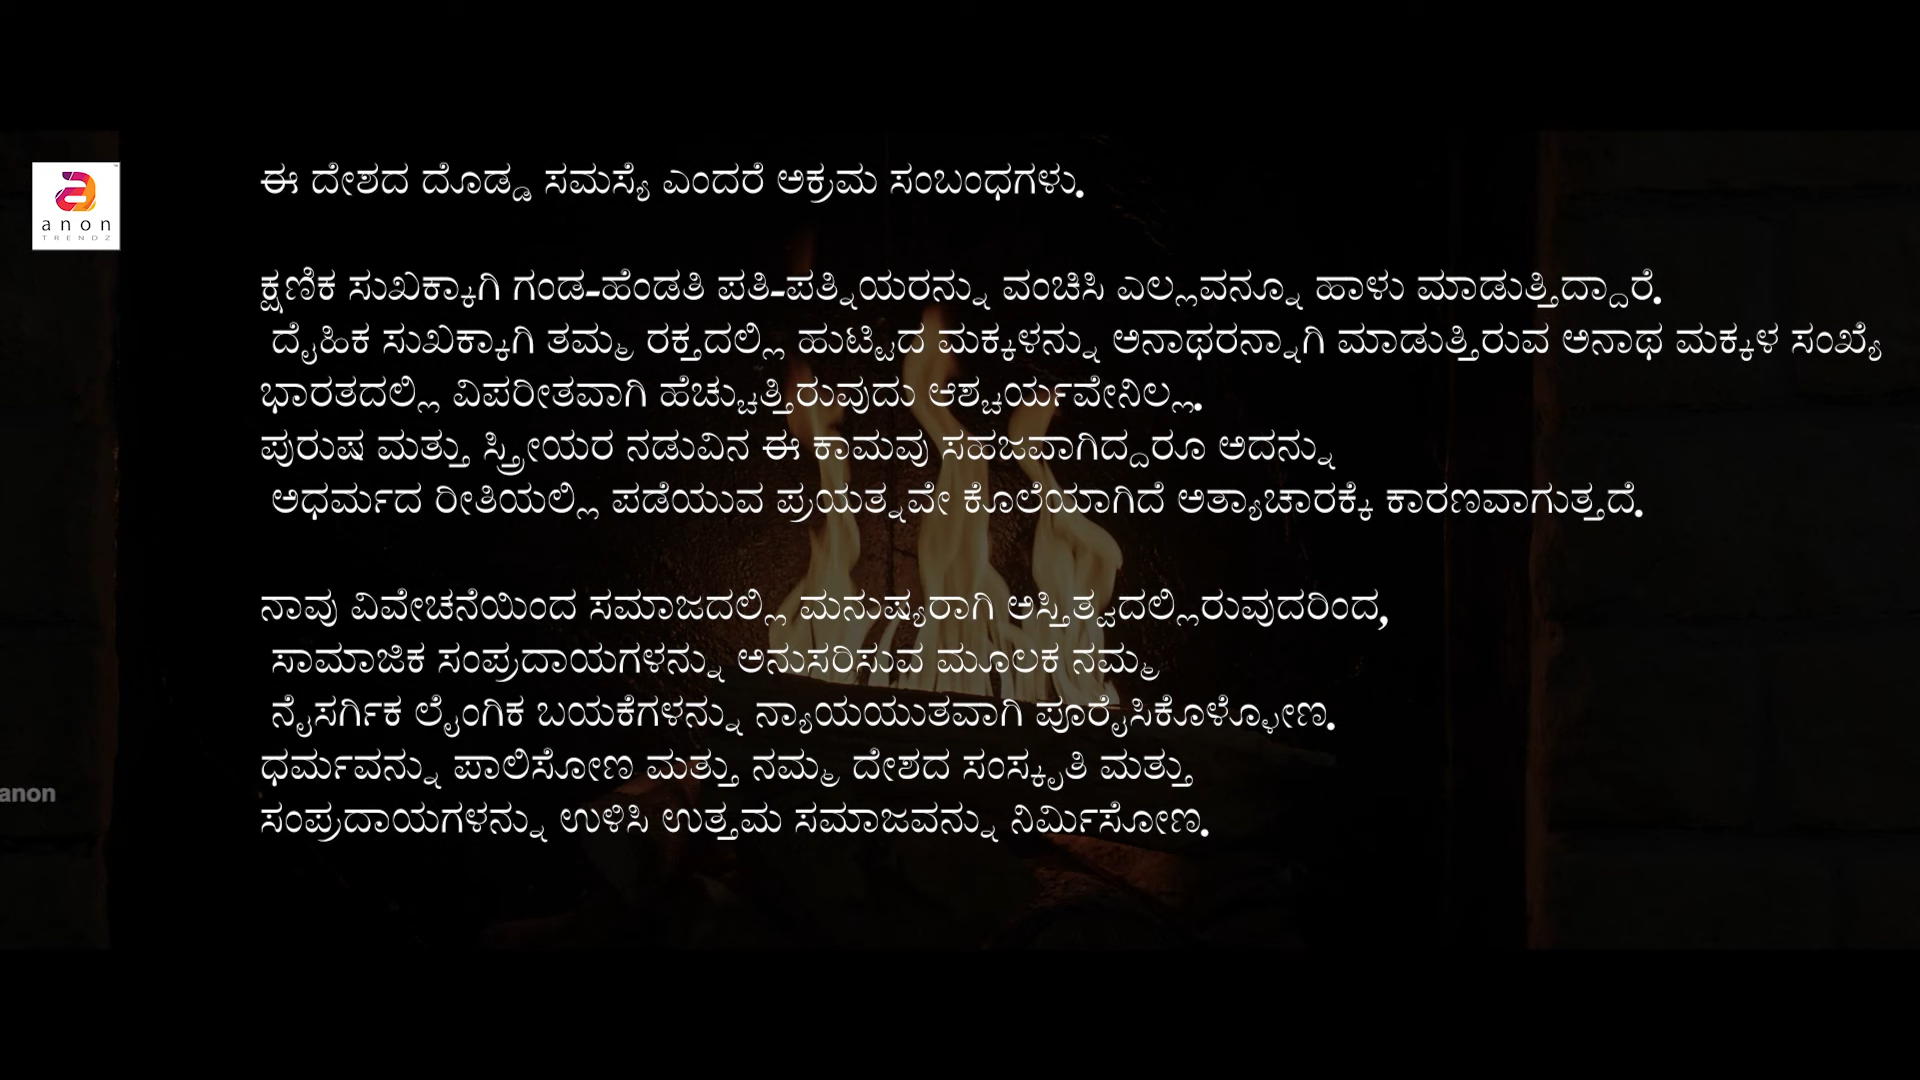 ಈ ದೇಶದ ದೊಡ್ಡ ಸಮಸ್ಯೆ ಎಂದರೆ ಅಕ್ರಮ ಸಂಬಂಧಗಳು.
a
anon
TRENDZ
ಕ್ಷಣಿಕ ಸುಖಕ್ಕಾಗಿ ಗಂಡ-ಹೆಂಡತಿ ಪತಿ-ಪತ್ನಿಯರನ್ನು ವಂಚಿಸಿ ಎಲ್ಲವನ್ನೂ ಹಾಳು ಮಾಡುತ್ತಿದ್ದಾರೆ.
ದೈಹಿಕ ಸುಖಕ್ಕಾಗಿ ತಮ್ಮ ರಕ್ತದಲ್ಲಿ ಹುಟ್ಟಿದ ಮಕ್ಕಳನ್ನು ಅನಾಥರನ್ನಾಗಿ ಮಾಡುತ್ತಿರುವ ಅನಾಥ ಮಕ್ಕಳ ಸಂಖ್ಯೆ
ಭಾರತದಲ್ಲಿ ವಿಪರೀತವಾಗಿ ಹೆಚ್ಚುತ್ತಿರುವುದು ಆಶ್ಚರ್ಯವೇನಿಲ್ಲ.
ಪುರುಷ ಮತ್ತು ಸ್ತ್ರೀಯರ ನಡುವಿನ ಈ ಕಾಮವು ಸಹಜವಾಗಿದ್ದರೂ ಅದನ್ನು
ಅಧರ್ಮದ ರೀತಿಯಲ್ಲಿ ಪಡೆಯುವ ಪ್ರಯತ್ನವೇ ಕೊಲೆಯಾಗಿದೆ ಅತ್ಯಾಚಾರಕ್ಕೆ ಕಾರಣವಾಗುತ್ತದೆ.
ನಾವು ವಿವೇಚನೆಯಿಂದ ಸಮಾಜದಲ್ಲಿ ಮನುಷ್ಯರಾಗಿ ಅಸ್ತಿತ್ವದಲ್ಲಿರುವುದರಿಂದ,
ಸಾಮಾಜಿಕ ಸಂಪ್ರದಾಯಗಳನ್ನು ಅನುಸರಿಸುವ ಮೂಲಕ ನಮ್ಮ
ನೈಸರ್ಗಿಕ ಲೈಂಗಿಕ ಬಯಕೆಗಳನ್ನು ನ್ಯಾಯಯುತವಾಗಿ ಪೂರೈಸಿಕೊಳ್ಳೋಣ.
ಧರ್ಮವನ್ನು ಪಾಲಿಸೋಣ ಮತ್ತು ನಮ್ಮ ದೇಶದ ಸಂಸ್ಕೃತಿ ಮತ್ತು
anon
ಸಂಪ್ರದಾಯಗಳನ್ನು ಉಳಿಸಿ ಉತ್ತಮ ಸಮಾಜವನ್ನು ನಿರ್ಮಿಸೋಣ.